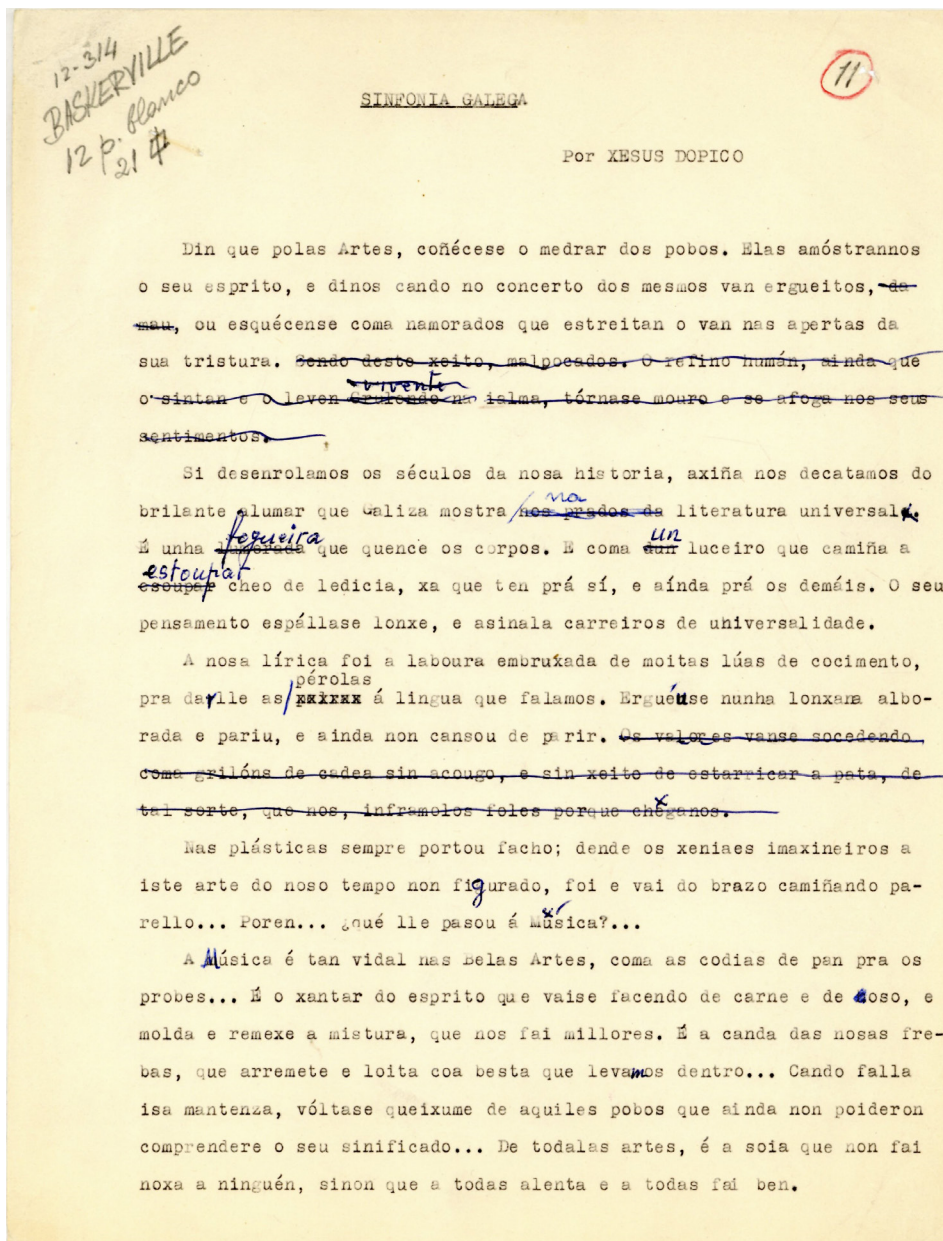 12-3/4
BASKERVILLE
12 p. blanco
21
11
SINFONIA GALEGA
Por XESUS DOPICO
Din que polas Artes, coñécese o medrar dos pobos. Elas amóstrannos
o seu esprito, e dinos cando no concerto dos mesmos van ergueitos, da
mau, ou esquécense coma namorados que estreitan o van nas apertas da
sua tristura. Sendo deste xeito, malpocados. O refino humán, ainda que
vivente
o sintan e o leven na ialma, tórnase mouro e se afoga nos seus
sentimentos.
Si desenrolamos os séculos da nosa historia, axiña nos decatamos do
na
brilante alumar que Galiza mostra nos prados da literatura universal.
fogueira un
É unha lumorada que quence os corpos. E coma dun luceiro que camiña a
estoupar
esoupar cheo de ledicia, xa que ten prá sí, e aínda prá os demáis. O seu
pensamento espállase lonxe, e asinala carreiros de universalidade.
A nosa lírica foi a laboura embruxada de moitas lúas de cocimento,
pérolas
pra darlle as xxixxx á lingua que falamos. Erguéuse nunha lonxana albo-
rada e pariu, e ainda non cansou de parir. Os valores vanse socedendo
coma grilóns de cadea sin acougo, e sin xeito de estarricar a pata, de
tal sorte, que nos, inframolos foles porque chéganos.
Nas plásticas sempre portou facho; dende os xeniaes imaxineiros a
iste arte do noso tempo non figurado, foi e vai do brazo camiñando pa-
rello... Poren... ¿qué lle pasou á Música?...
A Música é tan vidal nas Belas Artes, coma as codias de pan pra os
probes... É o xantar do esprito que vaise facendo de carne e de oso, e
molda e remexe a mistura, que nos fai millores. É a canda das nosas fre-
bas, que arremete e loita coa besta que levamos dentro... Cando falla
isa mantenza, vóltase queixume de aquiles pobos que ainda non poideron
comprendere o seu sinificado... De todalas artes, é a soia que non fai
noxa a ninguén, sinon que a todas alenta e a todas fai ben.